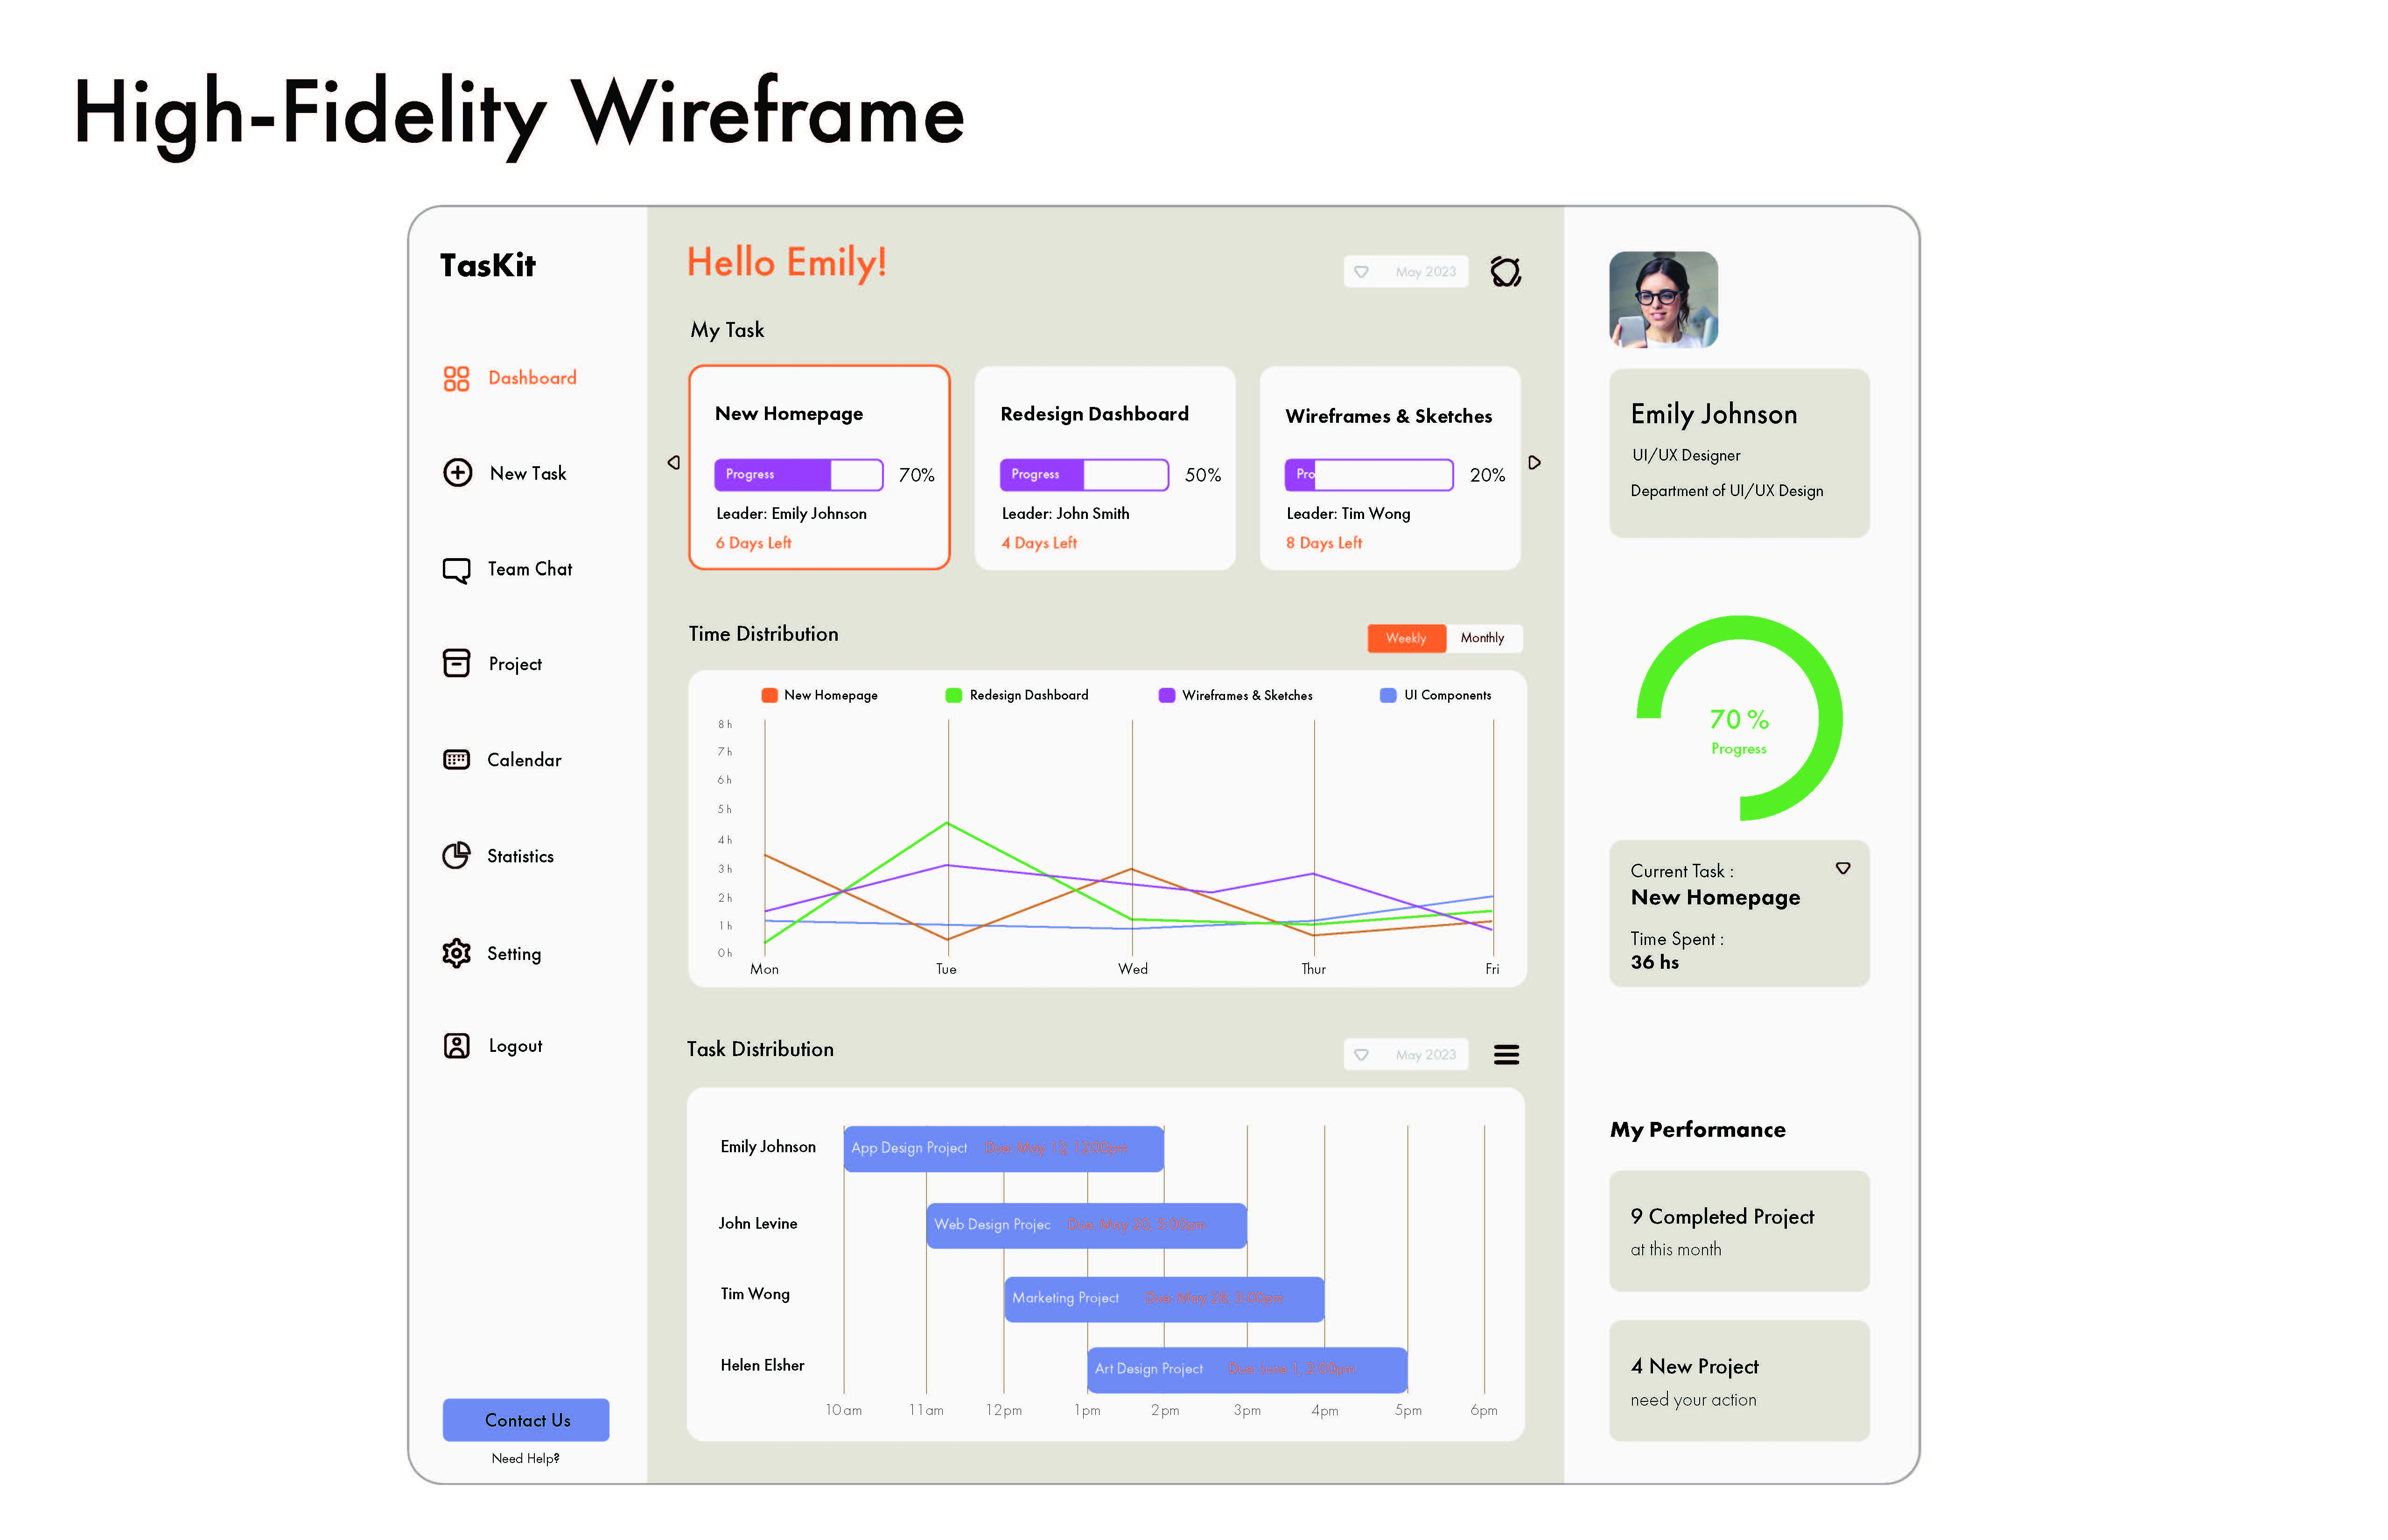 High-Fidelity Wireframe
TasKit
Dashboard
New Task
Team Chat
Project
Calendar
Statistics
Setting
Logout
Contact Us
Need Help?
Hello Emily!
May 2023
My Task
New Homepage
Progress 70%
Leader: Emily Johnson
6 Days Left
Redesign Dashboard
Progress 50%
Leader: John Smith
4 Days Left
Wireframes & Sketches
Pro 20%
Leader: Tim Wong
8 Days Left
Time Distribution
Weekly Monthly
New Homepage Redesign Dashboard Wireframes & Sketches UI Components
8 h
7 h
6 h
5 h
4 h
3 h
2 h
1 h
0 h
Mon Tue Wed Thur Fri
Task Distribution
May 2023
Emily Johnson App Design Project Due: May 12 12:00pm
John Levine Web Design Projec Due: May 20, 5:00pm
Tim Wong Marketing Project Due: May 28, 5:00pm
Helen Elsher Art Design Project Due: June 1, 2:00pm
10 am 11am 12pm 1pm 2pm 3pm 4pm 5pm 6pm
Emily Johnson
UI/UX Designer
Department of UI/UX Design
70 %
Progress
Current Task :
New Homepage
Time Spent :
36 hs
My Performance
9 Completed Project
at this month
4 New Project
need your action